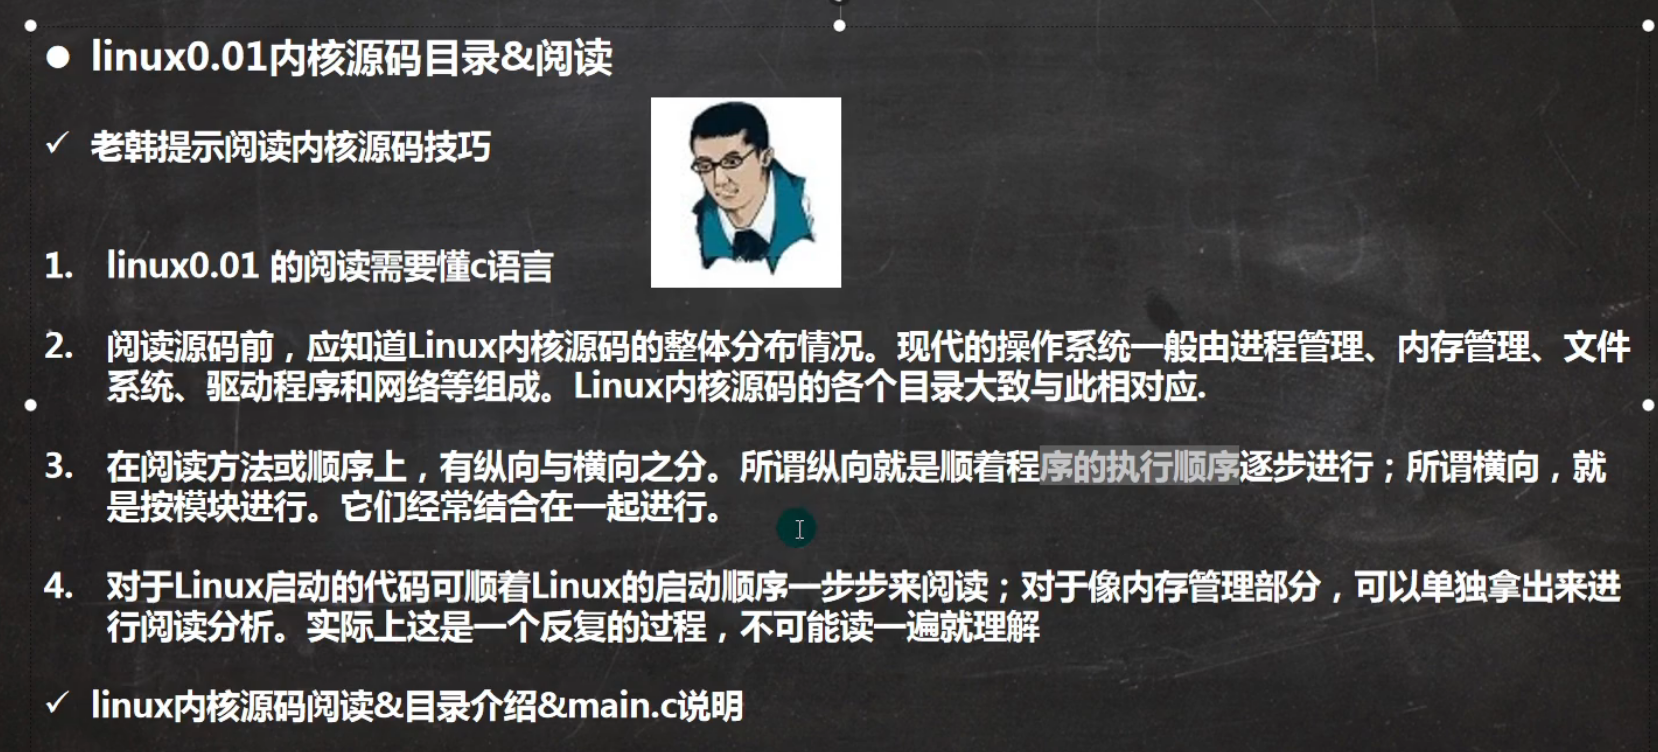 ● linux0.01内核源码目录&阅读
✓ 老韩提示阅读内核源码技巧
1. linux0.01 的阅读需要懂c语言
2. 阅读源码前，应知道Linux内核源码的整体分布情况。现代的操作系统一般由进程管理、内存管理、文件
系统、驱动程序和网络等组成。Linux内核源码的各个目录大致与此相对应.
3. 在阅读方法或顺序上，有纵向与横向之分。所谓纵向就是顺着程序的执行顺序逐步进行；所谓横向，就
是按模块进行。它们经常结合在一起进行。
4. 对于Linux启动的代码可顺着Linux的启动顺序一步步来阅读；对于像内存管理部分，可以单独拿出来进
行阅读分析。实际上这是一个反复的过程，不可能读一遍就理解
✓ linux内核源码阅读&目录介绍&main.c说明